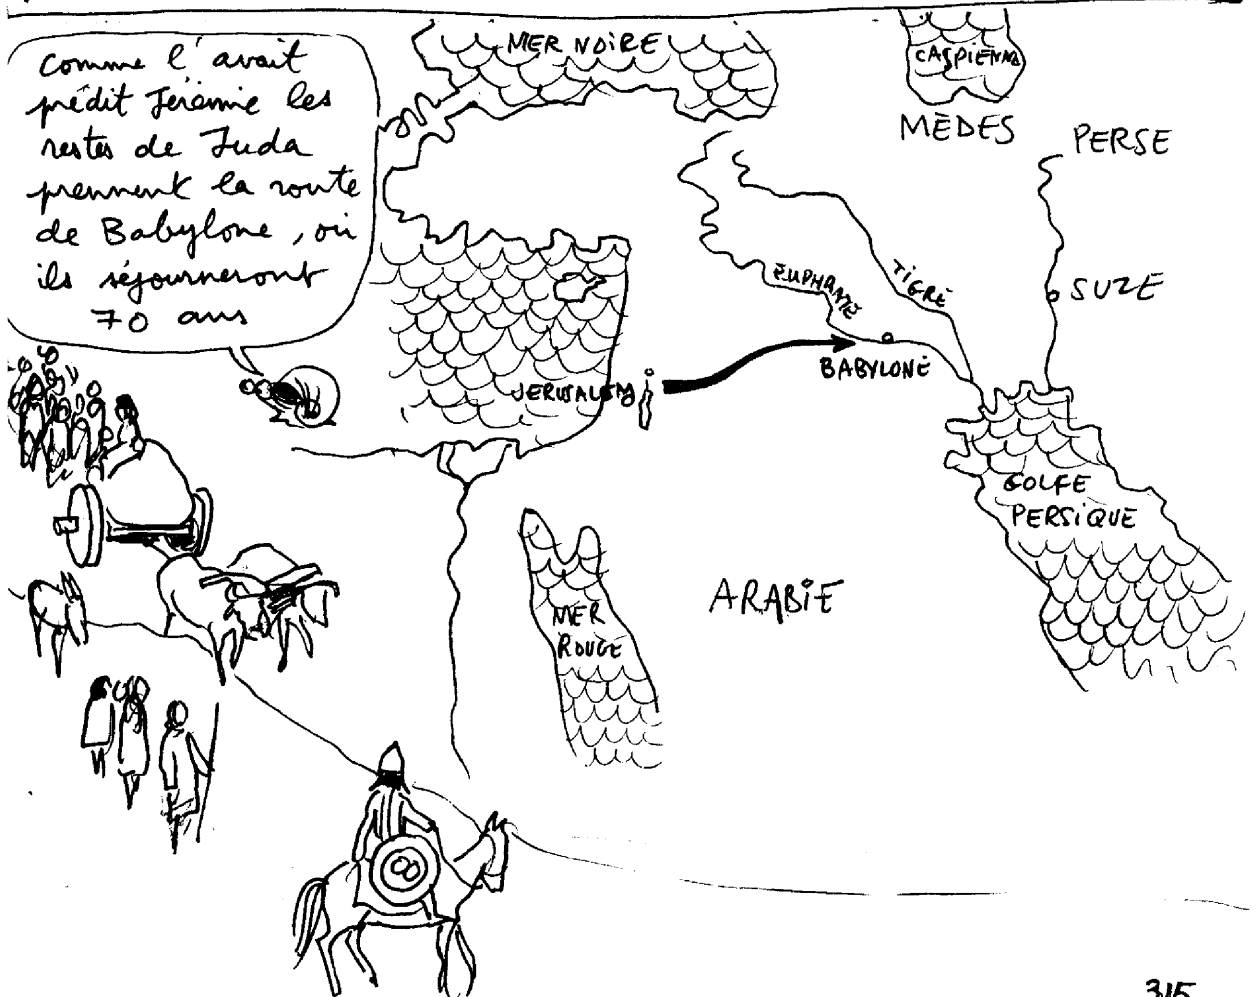 comme l'avait
prédit Jérémie les
restes de Juda
prennent la route
de Babylone, où
ils séjourneront
70 ans
MER NOIRE
CASPIENNE
MÈDES
PERSE
EUPHRATE
TIGRE
SUZE
BABYLONE
JERUSALEM
GOLFE
PERSIQUE
ARABIE
MER
ROUGE
315